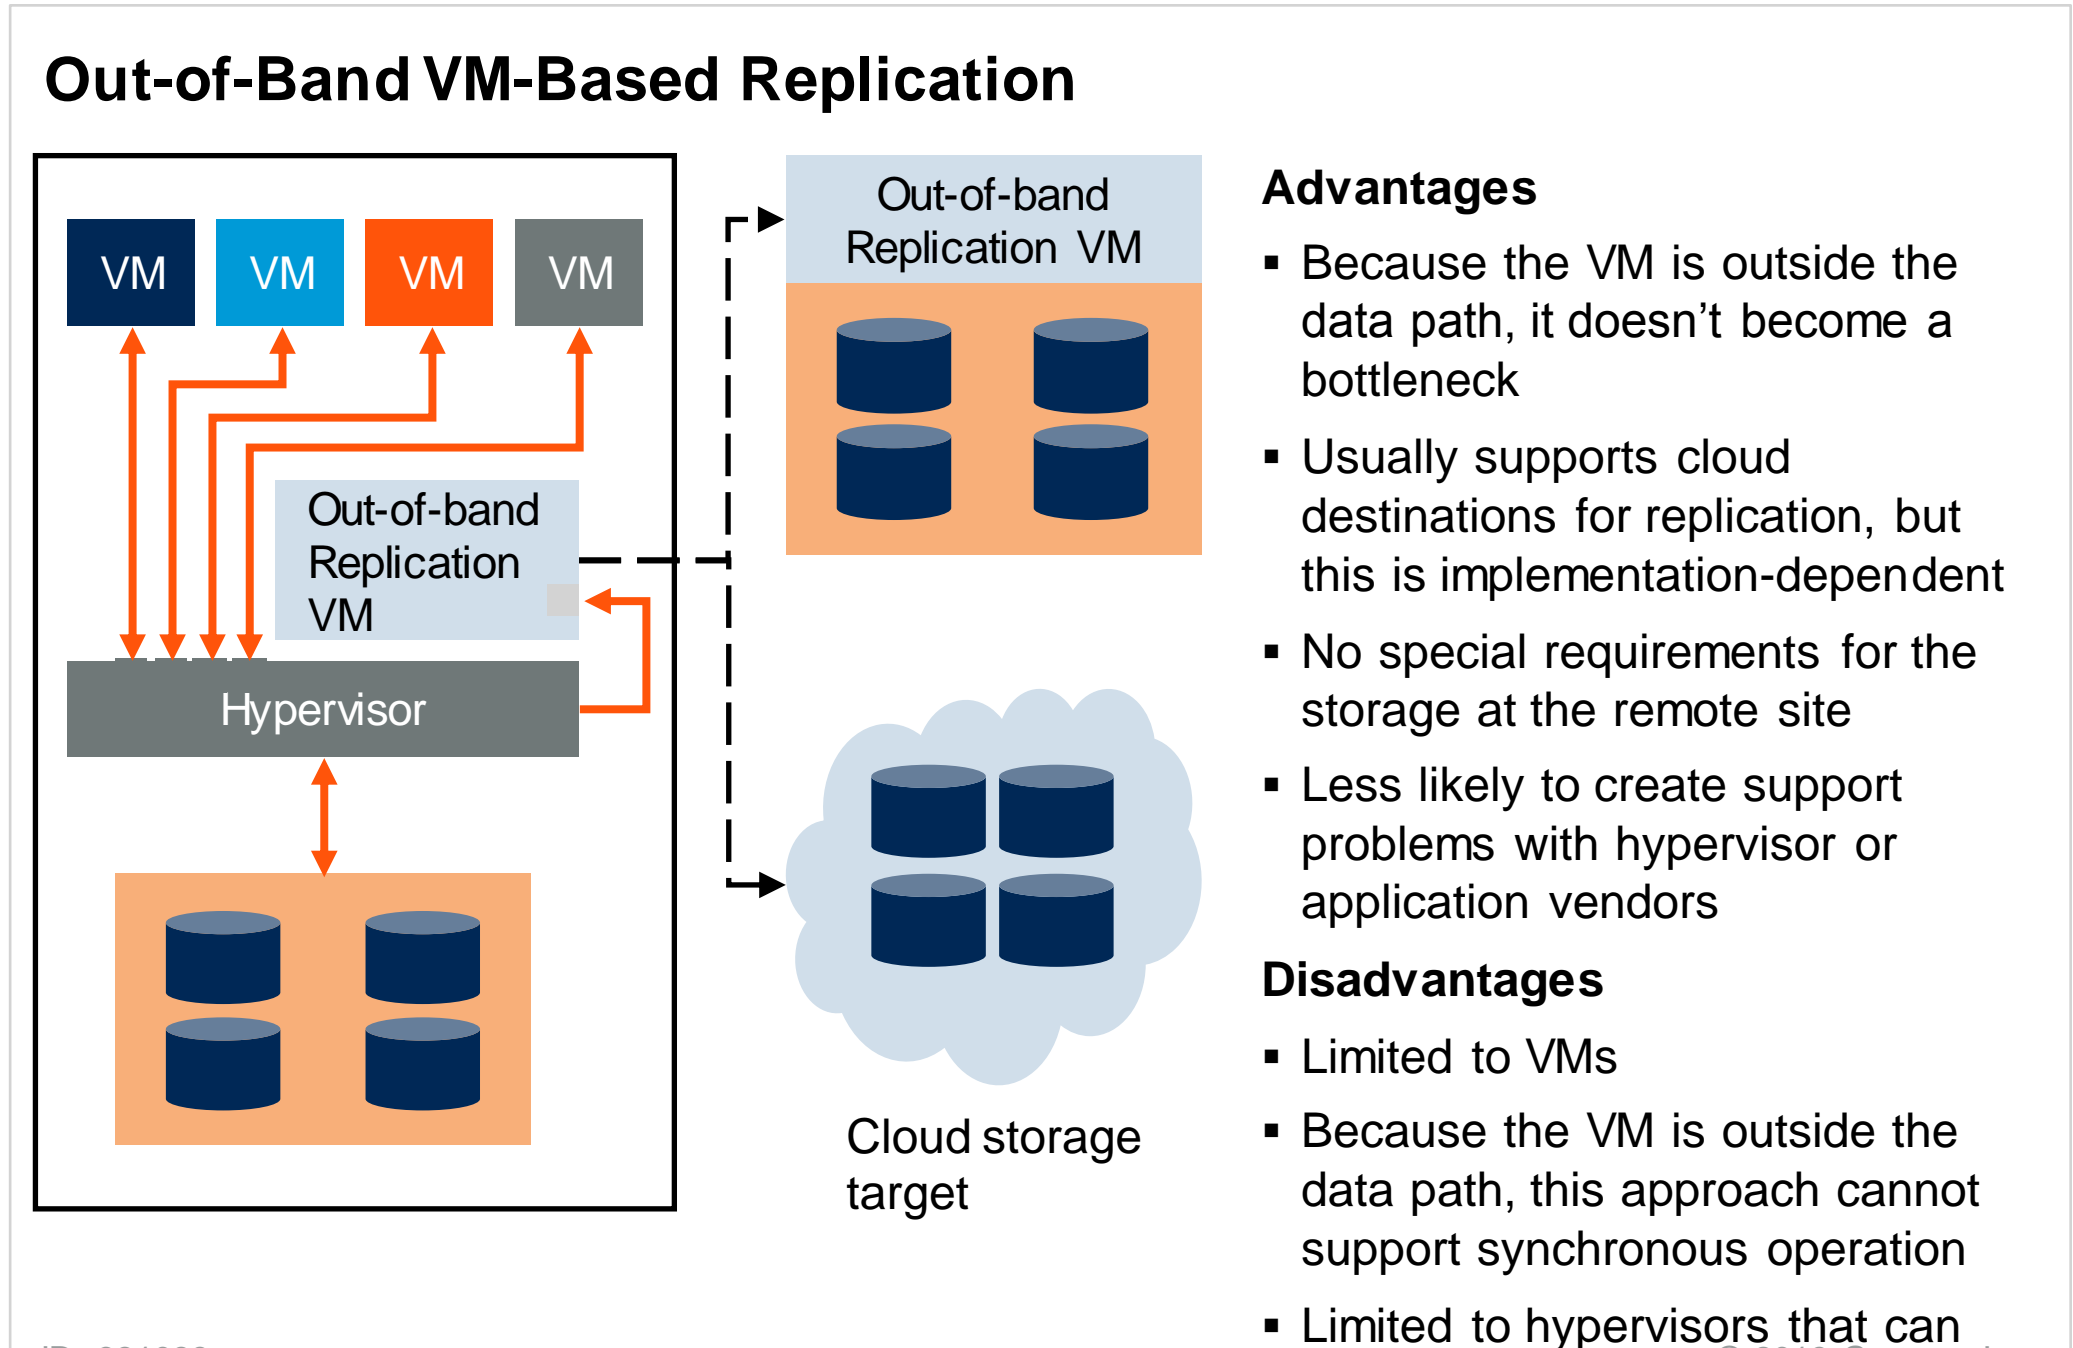 Out-of-Band VM-Based Replication
VM
VM
VM
VM
Out-of-band
Replication
VM
Hypervisor
Out-of-band
Replication VM
Cloud storage
target
Advantages
▪ Because the VM is outside the
data path, it doesn’t become a
bottleneck
▪ Usually supports cloud
destinations for replication, but
this is implementation-dependent
▪ No special requirements for the
storage at the remote site
▪ Less likely to create support
problems with hypervisor or
application vendors
Disadvantages
▪ Limited to VMs
▪ Because the VM is outside the
data path, this approach cannot
support synchronous operation
▪ Limited to hypervisors that can